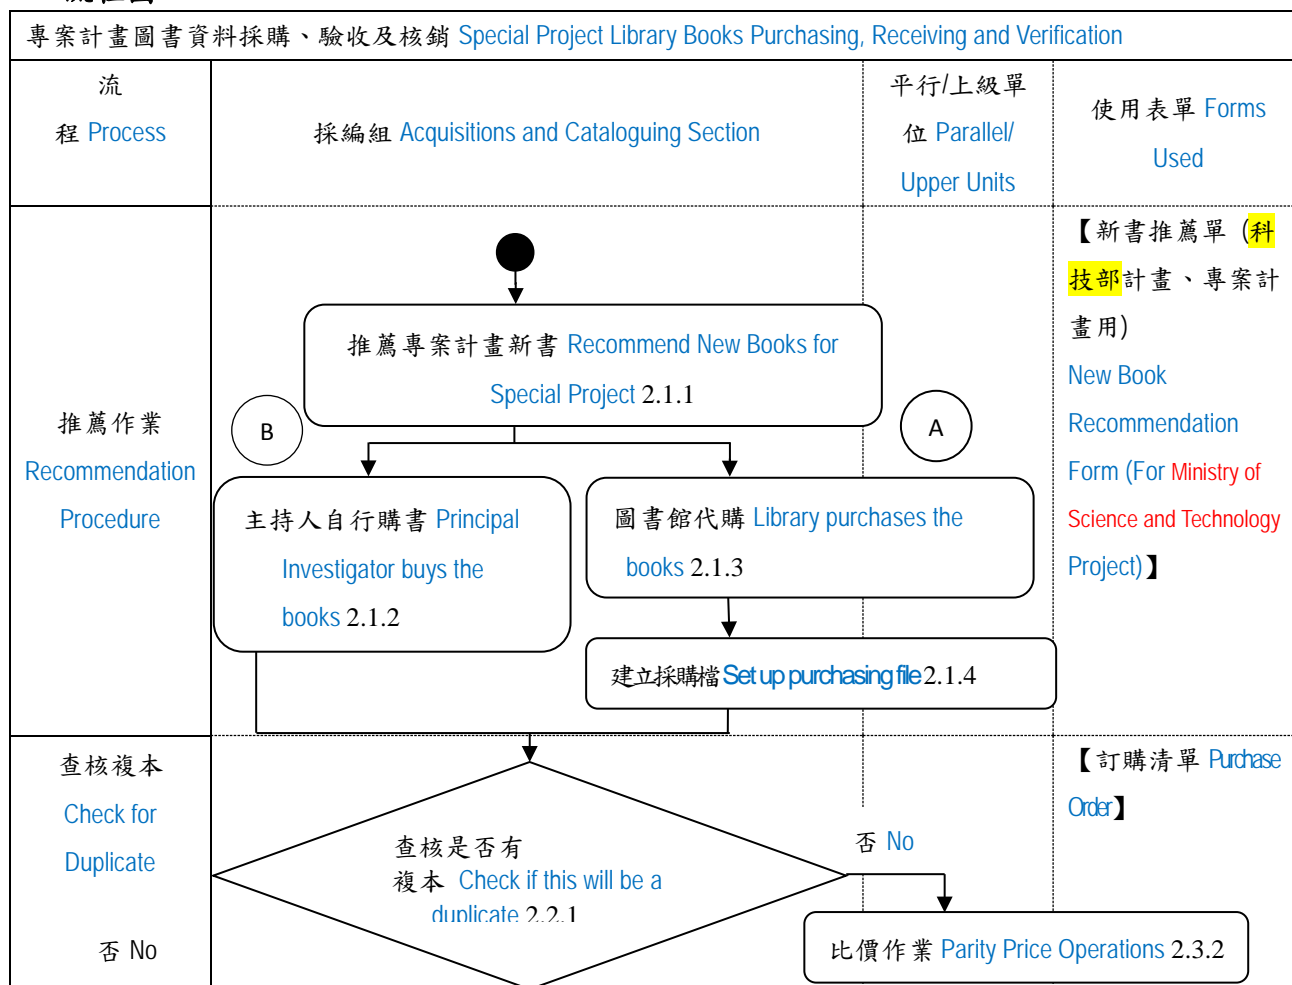 專案計畫圖書資料採購、驗收及核銷 Special Project Library Books Purchasing, Receiving and Verification
流
程 Process
採編組 Acquisitions and Cataloguing Section
平行/上級單
位 Parallel/
Upper Units
使用表單 Forms
Used
推薦作業
Recommendation
Procedure
推薦專案計畫新書 Recommend New Books for
Special Project 2.1.1
B
A
主持人自行購書 Principal
Investigator buys the
books 2.1.2
圖書館代購 Library purchases the
books 2.1.3
建立採購檔Set up purchasing file 2.1.4
【新書推薦單 (科
技部計畫、專案計
畫用)
New Book
Recommendation
Form (For Ministry of
Science and Technology
Project)】
查核複本
Check for
Duplicate
否 No
查核是否有
複本 Check if this will be a
duplicate 2.2.1
否 No
比價作業 Parity Price Operations 2.3.2
【訂購清單 Purchase
Order】